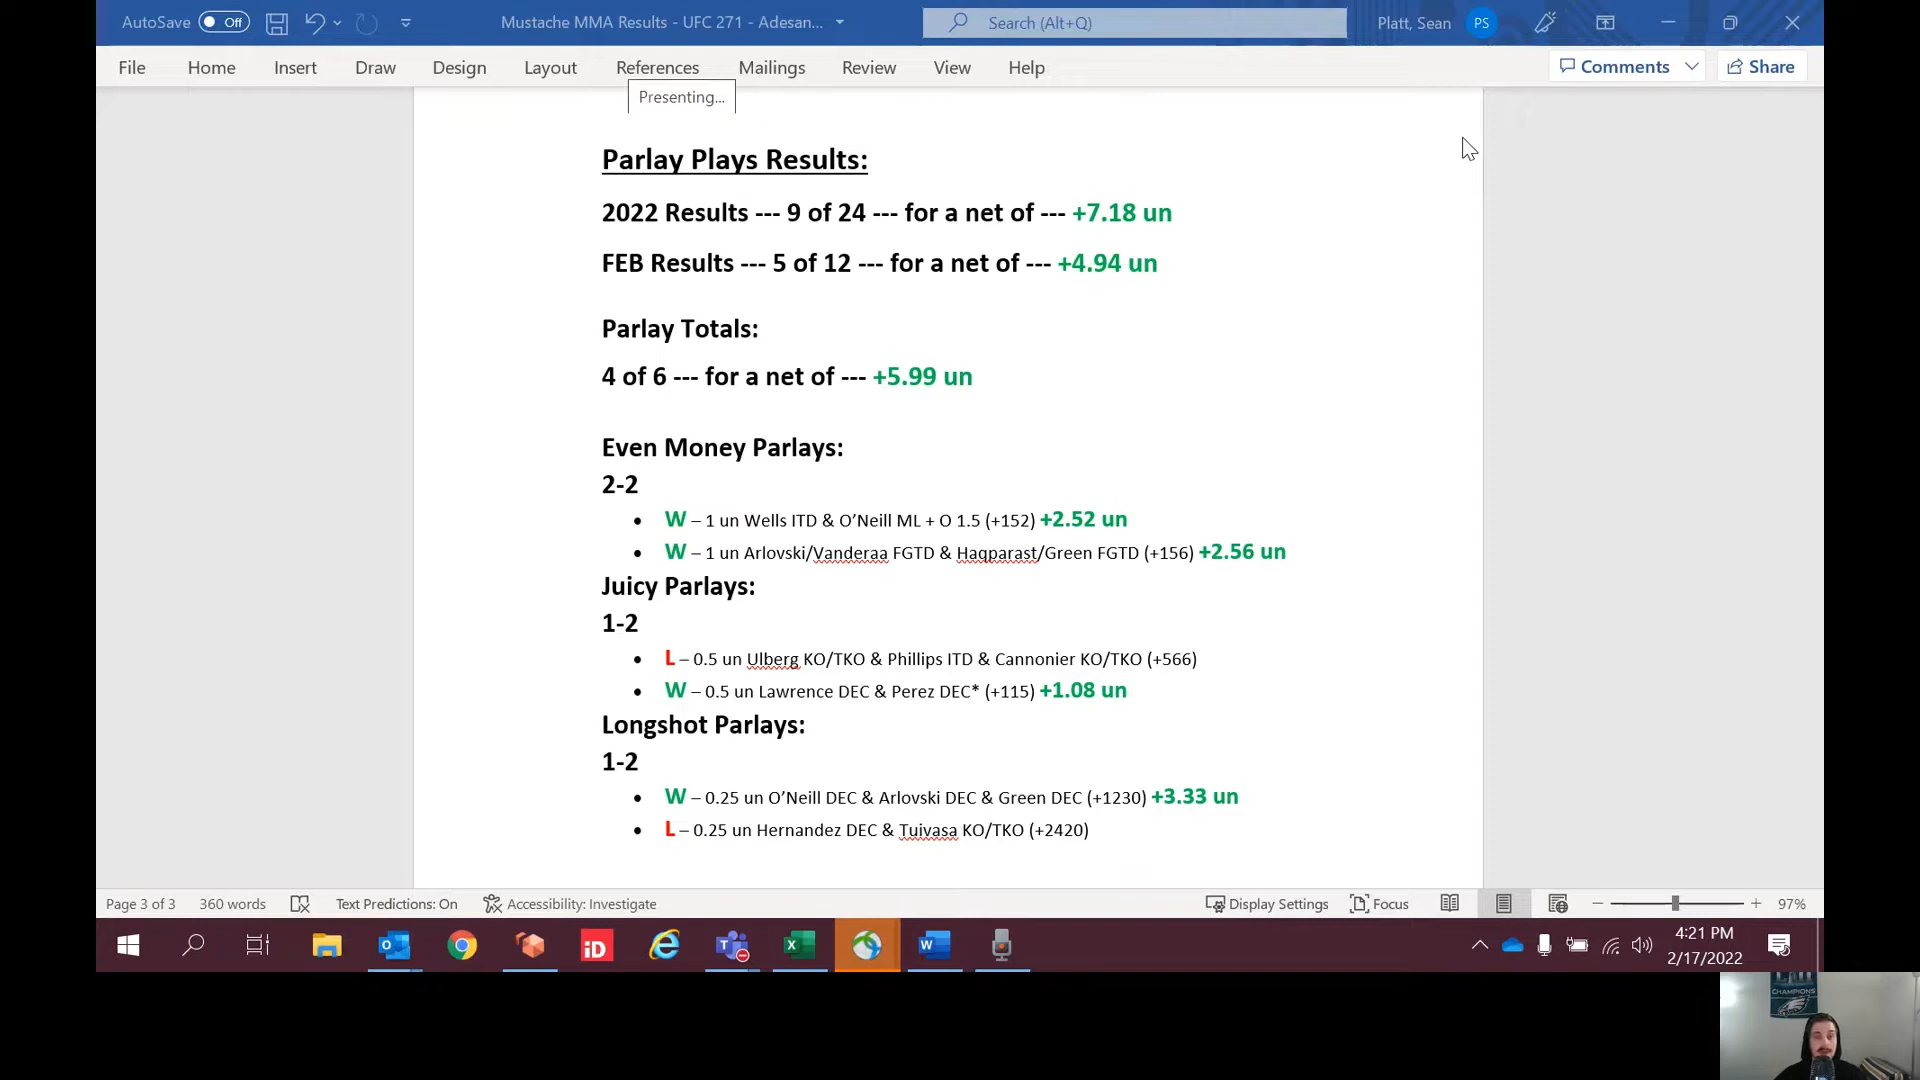 AutoSave Off
Mustache MMA Results - UFC 271 - Adesan...
Search (Alt+Q)
Platt, Sean PS
File Home Insert Draw Design Layout References Mailings Review View Help
Comments Share
Presenting...
Parlay Plays Results:
2022 Results --- 9 of 24 --- for a net of --- +7.18 un
FEB Results --- 5 of 12 --- for a net of --- +4.94 un
Parlay Totals:
4 of 6 --- for a net of --- +5.99 un
Even Money Parlays:
2-2
• W – 1 un Wells ITD & O’Neill ML + O 1.5 (+152) +2.52 un
• W – 1 un Arlovski/Vanderaa FGTD & Haqparast/Green FGTD (+156) +2.56 un
Juicy Parlays:
1-2
• L – 0.5 un Ulberg KO/TKO & Phillips ITD & Cannonier KO/TKO (+566)
• W – 0.5 un Lawrence DEC & Perez DEC* (+115) +1.08 un
Longshot Parlays:
1-2
• W – 0.25 un O’Neill DEC & Arlovski DEC & Green DEC (+1230) +3.33 un
• L – 0.25 un Hernandez DEC & Tuivasa KO/TKO (+2420)
Page 3 of 3 360 words Text Predictions: On Accessibility: Investigate Display Settings Focus 97%
4:21 PM
2/17/2022
iD
CHAMPIONS